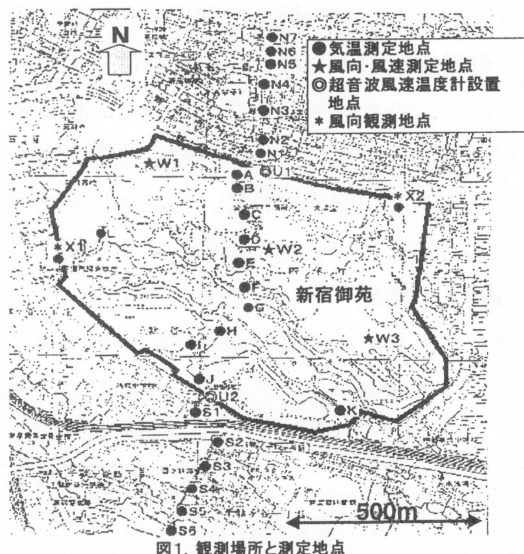 N
●気温測定地点
★風向・風速測定地点
◎超音波風速温度計設置
地点
*風向観測地点
N7
N6
N5
N4
N3
N2
N1
U1
W1
A
B
X2
C
X1
L
D
W2
E
F
新宿御苑
G
H
I
W3
J
U2
S1
K
S2
S3
S4
S5
S6
500m
図1. 観測場所と測定地点